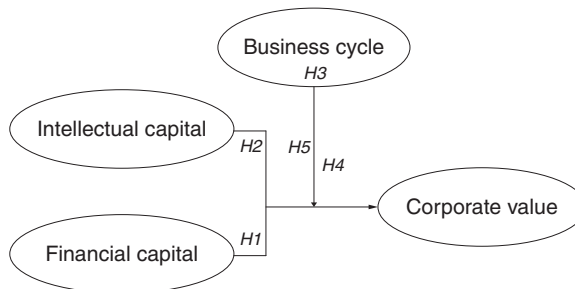 Business cycle
H3
Intellectual capital
H2
H5
H4
Corporate value
H1
Financial capital